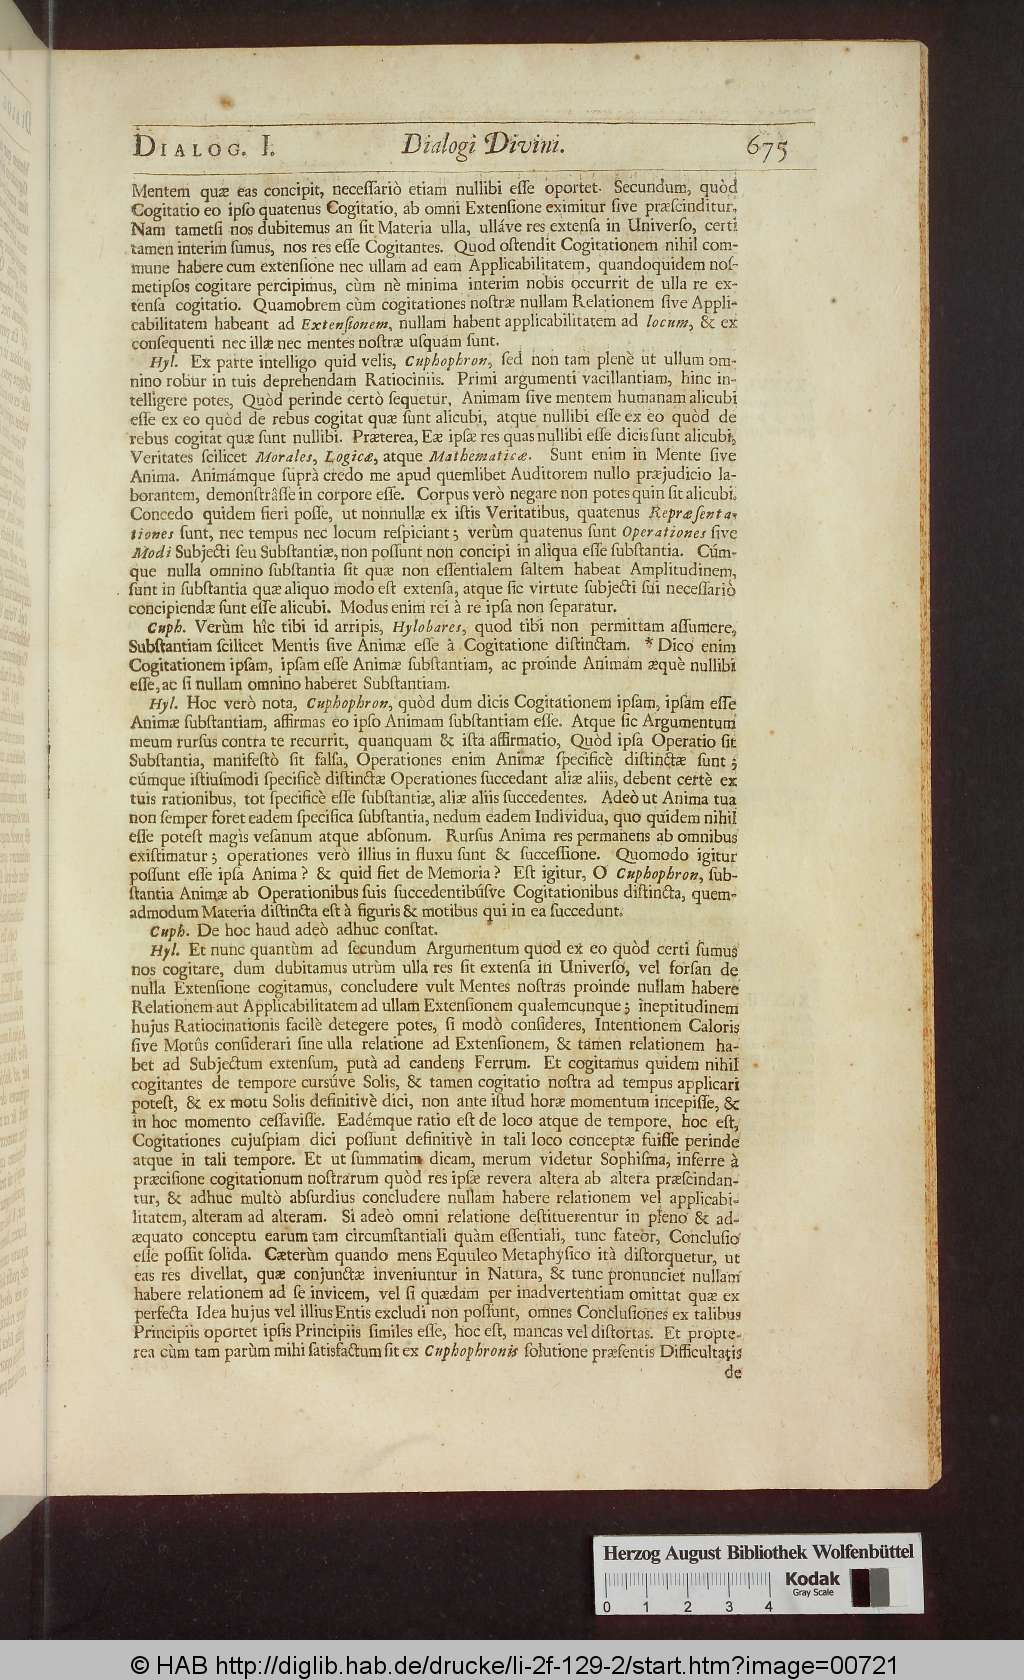 DIALOG. I. Dialogi Divini. 675
Mentem quæ eas concipit, neceſſariò etiam nullibi eſſe oportet. Secundum, quòd
Cogitatio eo ipſo quatenus Cogitatio, ab omni Extenſione eximitur ſive præſcinditur.
Nam tametſi nos dubitemus an ſit Materia ulla, ulláve res extenſa in Univerſo, certi
tamen interim ſumus, nos res eſſe Cogitantes. Quod oſtendit Cogitationem nihil com-
mune habere cum extenſione nec ullam ad eam Applicabilitatem, quandoquidem noſ-
metipſos cogitare percipimus, cùm nè minima interim nobis occurrit de ulla re ex-
tenſa cogitatio. Quamobrem cùm cogitationes noſtræ nullam Relationem ſive Appli-
cabilitatem habeant ad Extenſionem, nullam habent applicabilitatem ad locum, & ex
conſequenti nec illæ nec mentes noſtræ uſquam ſunt.
Hyl. Ex parte intelligo quid velis, Cuphophron, ſed non tam plenè ut ullum om-
nino robur in tuis deprehendam Ratiociniis. Primi argumenti vacillantiam, hinc in-
telligere potes, Quòd perinde certò ſequetur, Animam ſive mentem humanam alicubi
eſſe ex eo quòd de rebus cogitat quæ ſunt alicubi, atque nullibi eſſe ex eo quòd de
rebus cogitat quæ ſunt nullibi. Præterea, Eæ ipſæ res quas nullibi eſſe dicis ſunt alicubi,
Veritates ſcilicet Morales, Logicæ, atque Mathematicæ. Sunt enim in Mente ſive
Anima. Animámque ſuprà credo me apud quemlibet Auditorem nullo præjudicio la-
borantem, demonſtrâſſe in corpore eſſe. Corpus verò negare non potes quin ſit alicubi.
Concedo quidem fieri poſſe, ut nonnullæ ex iſtis Veritatibus, quatenus Repræſenta-
tiones ſunt, nec tempus nec locum reſpiciant; verùm quatenus ſunt Operationes ſive
Modi Subjecti ſeu Subſtantiæ, non poſſunt non concipi in aliqua eſſe ſubſtantia. Cúm-
que nulla omnino ſubſtantia ſit quæ non eſſentialem ſaltem habeat Amplitudinem,
ſunt in ſubſtantia quæ aliquo modo eſt extenſa, atque ſic virtute ſubjecti ſui neceſſariò
concipiendæ ſunt eſſe alicubi. Modus enim rei à re ipſa non ſeparatur.
Cuph. Verùm hîc tibi id arripis, Hylobares, quod tibi non permittam aſſumere,
Subſtantiam ſcilicet Mentis ſive Animæ eſſe à Cogitatione diſtinctam. * Dico enim
Cogitationem ipſam, ipſam eſſe Animæ ſubſtantiam, ac proinde Animam æquè nullibi
eſſe, ac ſi nullam omnino haberet Subſtantiam.
Hyl. Hoc verò nota, Cuphophron, quòd dum dicis Cogitationem ipſam, ipſam eſſe
Animæ ſubſtantiam, affirmas eo ipſo Animam ſubſtantiam eſſe. Atque ſic Argumentum
meum rurſus contra te recurrit, quanquam & iſta affirmatio, Quòd ipſa Operatio ſit
Subſtantia, manifeſtò ſit falſa, Operationes enim Animæ ſpecificè diſtinctæ ſunt;
cúmque iſtiuſmodi ſpecificè diſtinctæ Operationes ſuccedant aliæ aliis, debent certè ex
tuis rationibus, tot ſpecificè eſſe ſubſtantiæ, aliæ aliis ſuccedentes. Adeò ut Anima tua
non ſemper foret eadem ſpecifica ſubſtantia, nedum eadem Individua, quo quidem nihil
eſſe poteſt magìs veſanum atque abſonum. Rurſus Anima res permanens ab omnibus
exiſtimatur; operationes verò illius in fluxu ſunt & ſucceſſione. Quomodo igitur
poſſunt eſſe ipſa Anima? & quid fiet de Memoria? Eſt igitur, O Cuphophron, ſub-
ſtantia Animæ ab Operationibus ſuis ſuccedentibúſve Cogitationibus diſtincta, quem-
admodum Materia diſtincta eſt à figuris & motibus qui in ea ſuccedunt.
Cuph. De hoc haud adeò adhuc conſtat.
Hyl. Et nunc quantùm ad ſecundum Argumentum quod ex eo quòd certi ſumus
nos cogitare, dum dubitamus utrùm ulla res ſit extenſa in Univerſo, vel forſan de
nulla Extenſione cogitamus, concludere vult Mentes noſtras proinde nullam habere
Relationem aut Applicabilitatem ad ullam Extenſionem qualemcunque; ineptitudinem
hujus Ratiocinationis facilè detegere potes, ſi modò conſideres, Intentionem Caloris
ſive Motûs conſiderari ſine ulla relatione ad Extenſionem, & tamen relationem ha-
bet ad Subjectum extenſum, putà ad candens Ferrum. Et cogitamus quidem nihil
cogitantes de tempore curſúve Solis, & tamen cogitatio noſtra ad tempus applicari
poteſt, & ex motu Solis definitivè dici, non ante iſtud horæ momentum incepiſſe, &
in hoc momento ceſſaviſſe. Eadémque ratio eſt de loco atque de tempore, hoc eſt,
Cogitationes cujuſpiam dici poſſunt definitivè in tali loco conceptæ fuiſſe perinde
atque in tali tempore. Et ut ſummatim dicam, merum videtur Sophiſma, inferre à
præciſione cogitationum noſtrarum quòd res ipſæ revera altera ab altera præſcindan-
tur, & adhuc multò abſurdius concludere nullam habere relationem vel applicabi-
litatem, alteram ad alteram. Si adeò omni relatione deſtituerentur in pleno & ad-
æquato conceptu earum tam circumſtantiali quàm eſſentiali, tunc fateor, Concluſio
eſſe poſſit ſolida. Cæterùm quando mens Equuleo Metaphyſico ità diſtorquetur, ut
eas res divellat, quæ conjunctæ inveniuntur in Natura, & tunc pronunciet nullam
habere relationem ad ſe invicem, vel ſi quædam per inadvertentiam omittat quæ ex
perfecta Idea hujus vel illius Entis excludi non poſſunt, omnes Concluſiones ex talibus
Principiis oportet ipſis Principiis ſimiles eſſe, hoc eſt, mancas vel diſtortas. Et propte-
rea cùm tam parùm mihi ſatisfactum ſit ex Cuphophronis ſolutione præſentis Difficultatis
de
Herzog August Bibliothek Wolfenbüttel
Kodak
Gray Scale
0 1 2 3 4
© HAB http://diglib.hab.de/drucke/li-2f-129-2/start.htm?image=00721